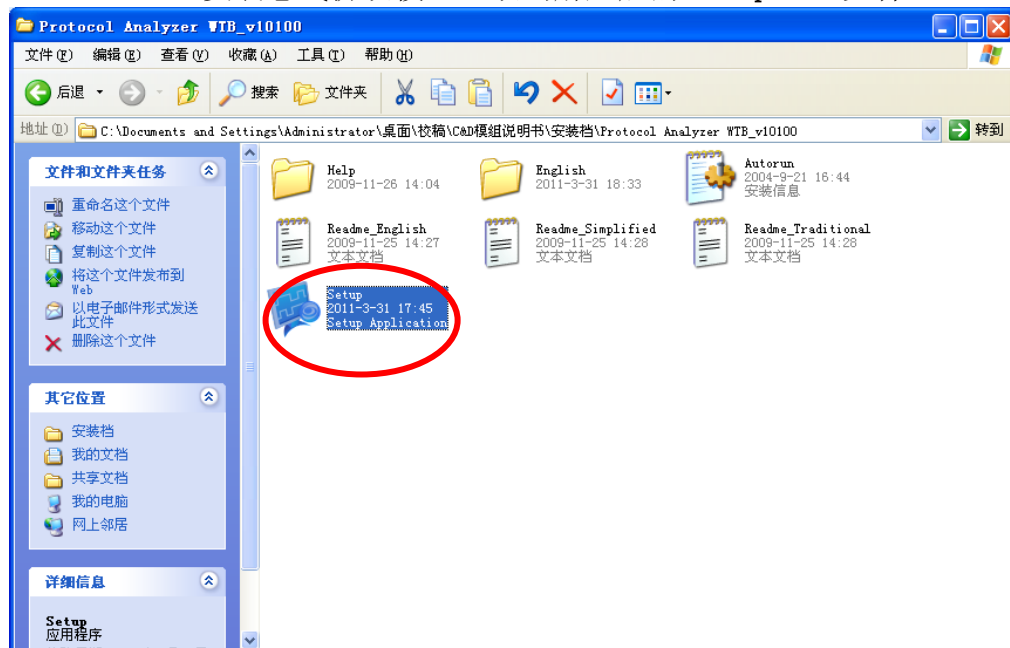 Protocol Analyzer WTB_v10100
文件(F) 编辑(E) 查看(V) 收藏(A) 工具(T) 帮助(H)
后退 搜索 文件夹
地址(D) C:\Documents and Settings\Administrator\桌面\校稿\C&D模组说明书\安装档\Protocol Analyzer WTB_v10100 转到
文件和文件夹任务
重命名这个文件
移动这个文件
复制这个文件
将这个文件发布到
Web
以电子邮件形式发送
此文件
删除这个文件
其它位置
安装档
我的文档
共享文档
我的电脑
网上邻居
详细信息
Setup
应用程序
Help
2009-11-26 14:04
English
2011-3-31 18:33
Autorun
2004-9-21 16:44
安装信息
Readme_English
2009-11-25 14:27
文本文档
Readme_Simplified
2009-11-25 14:28
文本文档
Readme_Traditional
2009-11-25 14:28
文本文档
Setup
2011-3-31 17:45
Setup Application